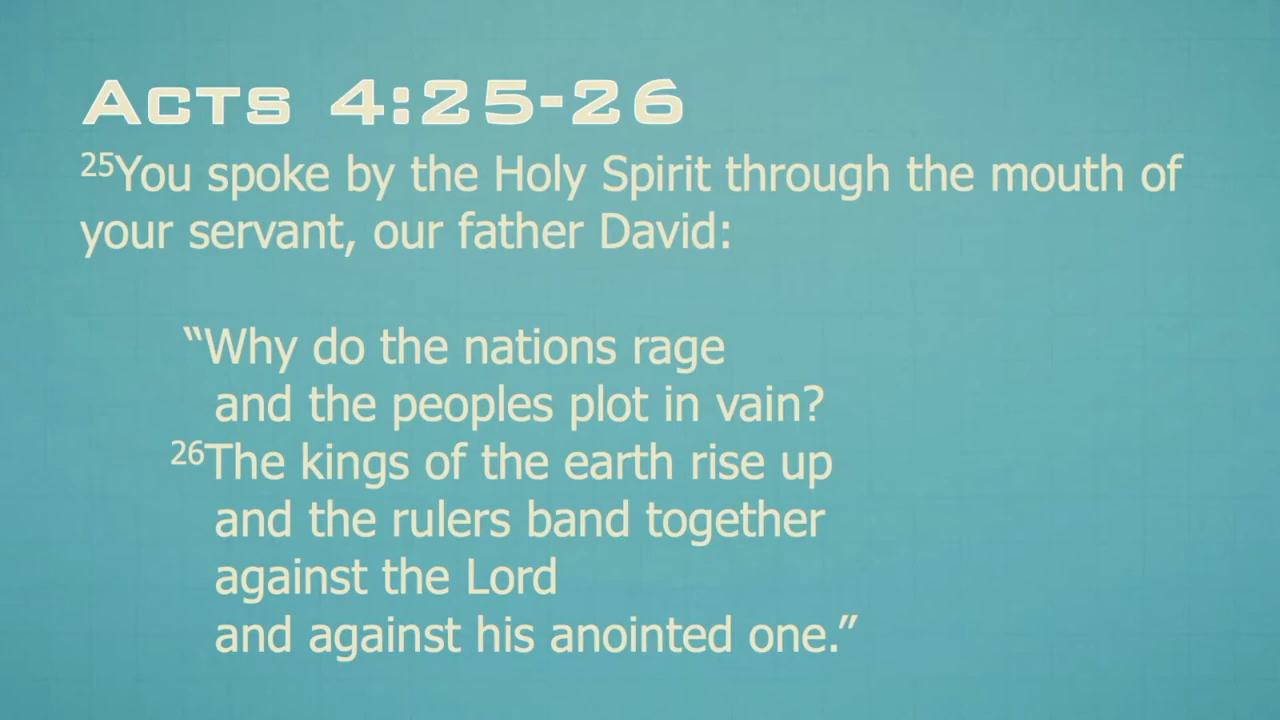 Acts 4:25-26
25You spoke by the Holy Spirit through the mouth of
your servant, our father David:
“Why do the nations rage
and the peoples plot in vain?
26The kings of the earth rise up
and the rulers band together
against the Lord
and against his anointed one.”